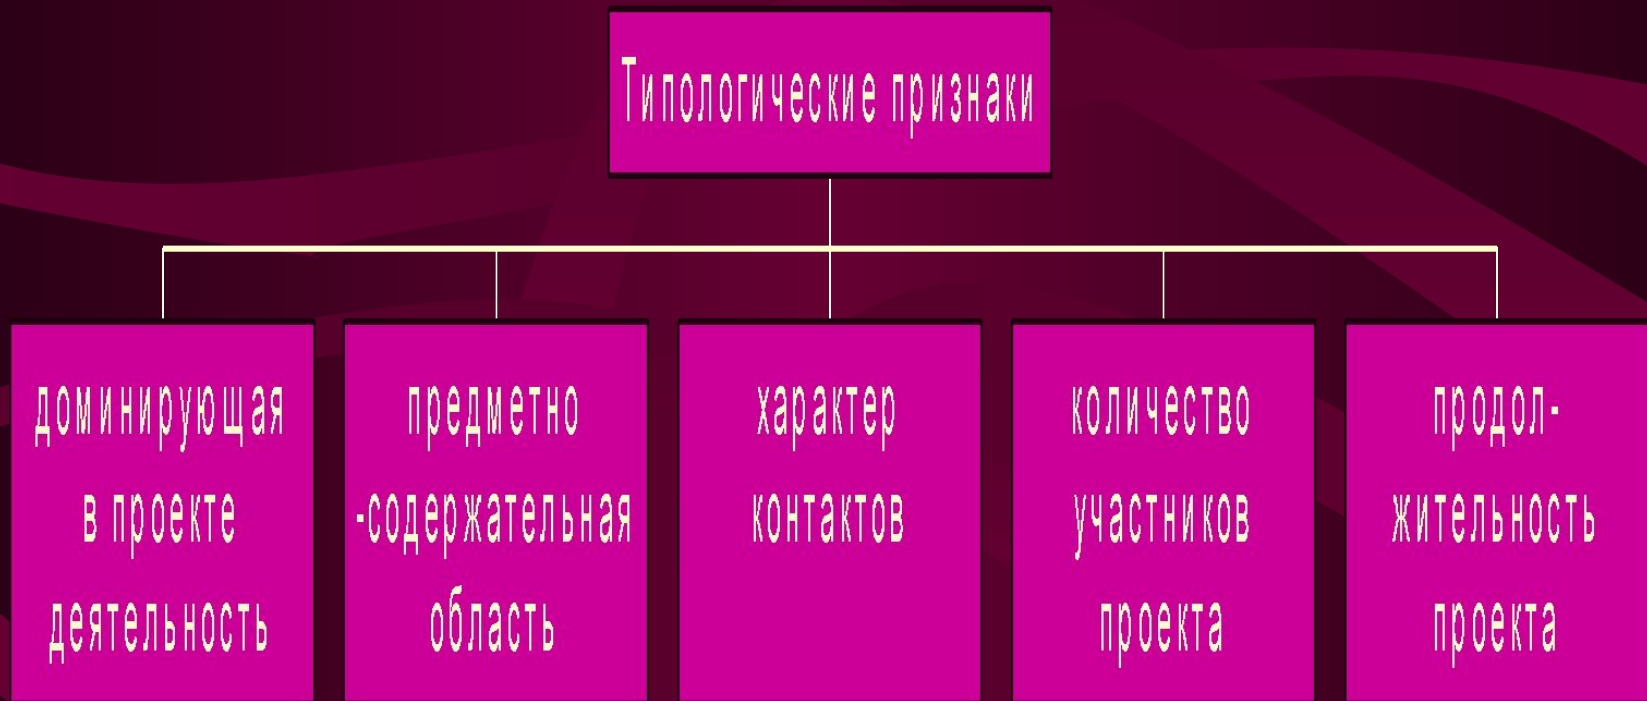 Типологические признаки
доминирующая
в проекте
деятельность
предметно
-содержательная
область
характер
контактов
количество
участников
проекта
продол-
жительность
проекта